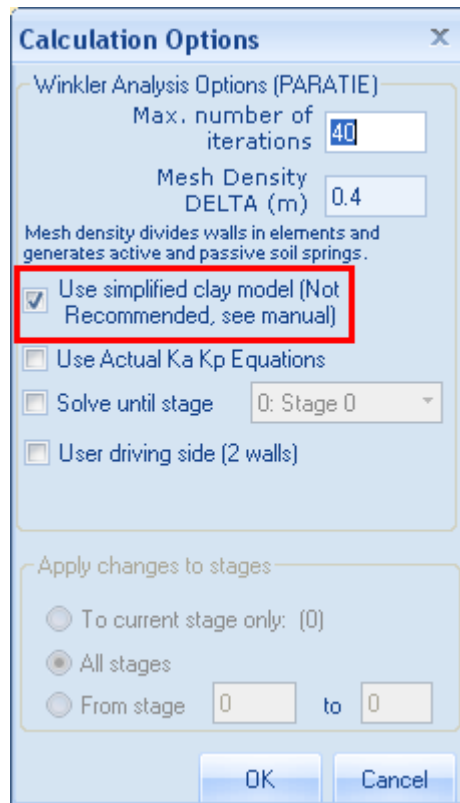 Calculation Options
Winkler Analysis Options (PARATIE)
Max. number of
iterations
40
Mesh Density
DELTA (m)
0.4
Mesh density divides walls in elements and
generates active and passive soil springs.
Use simplified clay model (Not
Recommended, see manual)
Use Actual Ka Kp Equations
Solve until stage 0: Stage 0
User driving side (2 walls)
Apply changes to stages
To current stage only: (0)
All stages
From stage 0 to 0
OK Cancel